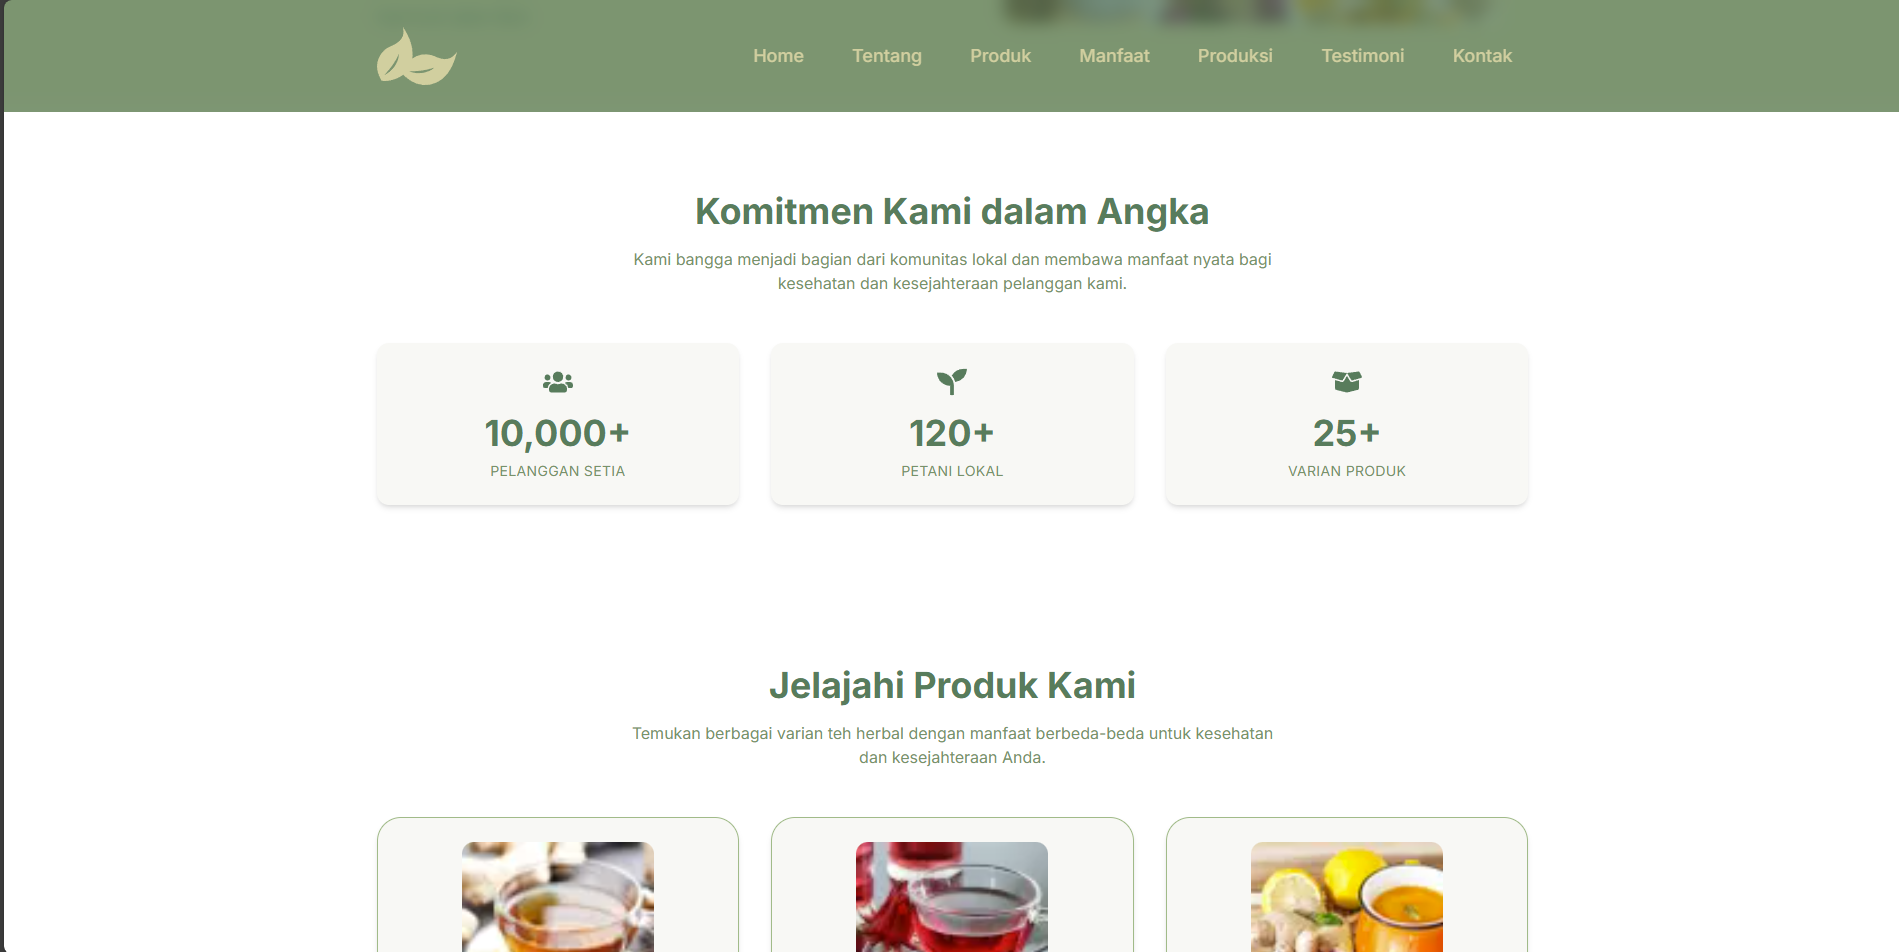 Home Tentang Produk Manfaat Produksi Testimoni Kontak
Komitmen Kami dalam Angka
Kami bangga menjadi bagian dari komunitas lokal dan membawa manfaat nyata bagi
kesehatan dan kesejahteraan pelanggan kami.
10,000+
PELANGGAN SETIA
120+
PETANI LOKAL
25+
VARIAN PRODUK
Jelajahi Produk Kami
Temukan berbagai varian teh herbal dengan manfaat berbeda-beda untuk kesehatan
dan kesejahteraan Anda.